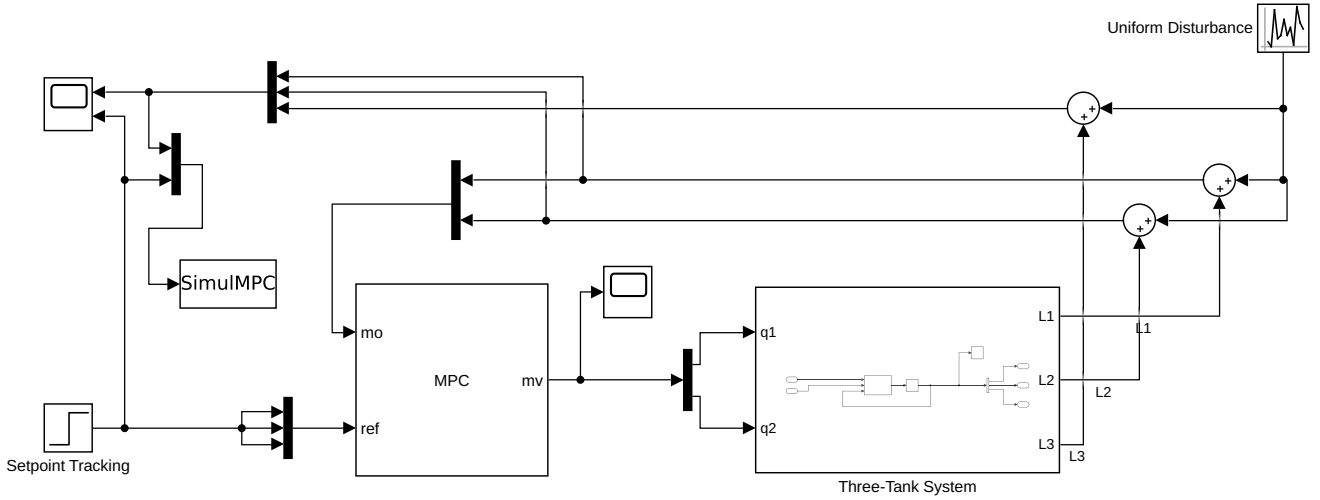 Uniform Disturbance
+
+
+
+
+
+
SimulMPC
mo
MPC
mv
ref
q1
q2
L1
L2
L3
L1
L2
L3
Setpoint Tracking
Three-Tank System